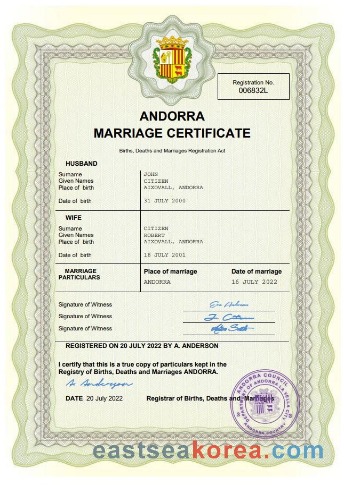 Registration No.
006832L
ANDORRA
MARRIAGE CERTIFICATE
Births, Deaths and Marriages Registration Act
HUSBAND
Surname JOHN
Given Names CITIZEN
Place of birth AIXOVALL, ANDORRA
Date of birth 31 JULY 2000
WIFE
Surname CITIZEN
Given Names ROBERT
Place of birth AIXOVALL, ANDORRA
Date of birth 18 JULY 2001
MARRIAGE PARTICULARS
Place of marriage Date of marriage
ANDORRA 16 JULY 2022
Signature of Witness
Signature of Witness
Signature of Witness
REGISTERED ON 20 JULY 2022 BY A. ANDERSON
I certify that this is a true copy of particulars kept in the
Registry of Births, Deaths and Marriages ANDORRA.
DATE 20 July 2022 Registrar of Births, Deaths and, Marriages
ANDORRA COUNCIL
eastseakorea.com